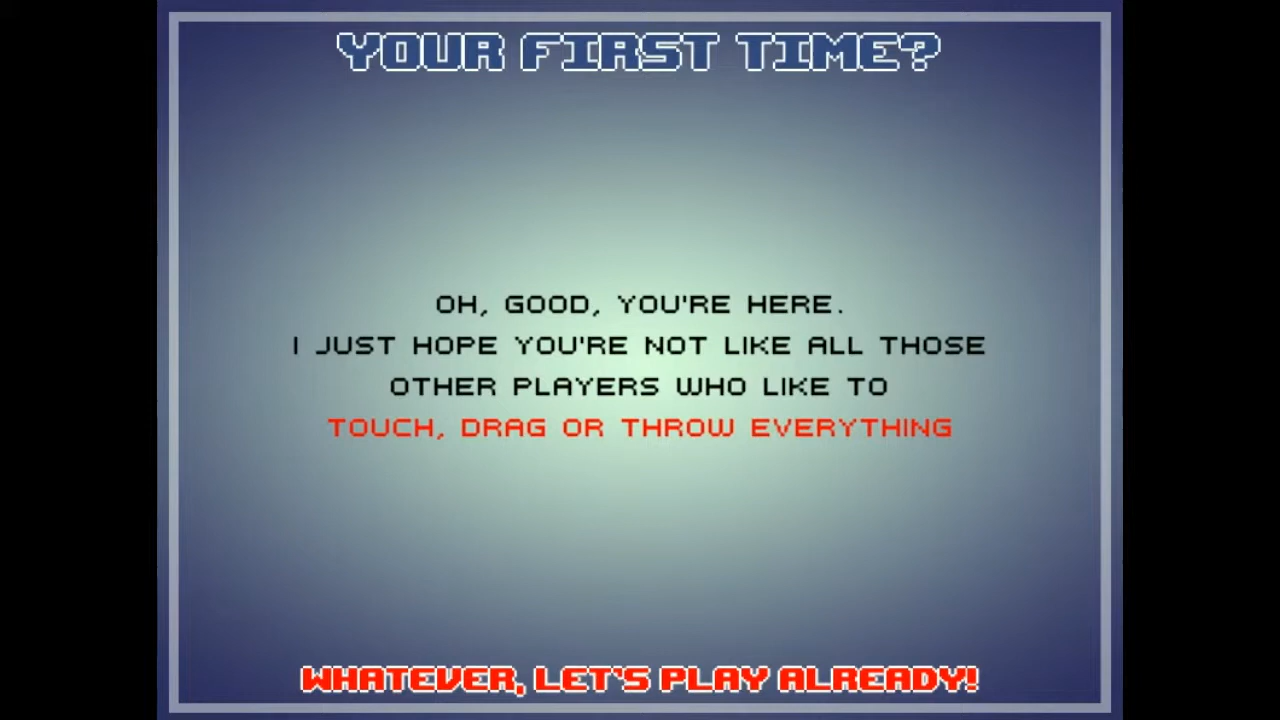 YOUR FIRST TIME?
OH, GOOD, YOU'RE HERE.
I JUST HOPE YOU'RE NOT LIKE ALL THOSE
OTHER PLAYERS WHO LIKE TO
TOUCH, DRAG OR THROW EVERYTHING
WHATEVER, LET'S PLAY ALREADY!